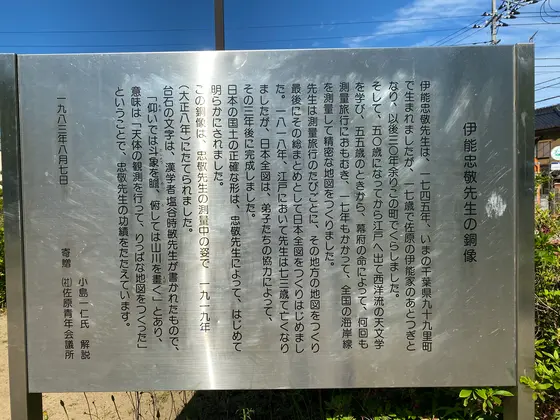 伊能忠敬先生の銅像
伊能忠敬先生は、一七四五年、いまの千葉県九十九里町
で生まれましたが、一七歳で佐原の伊能家のあとつぎと
なり、以後三〇年余りこの町でくらしました。
そして、五〇歳になってから江戸へ出て西洋流の天文学
を学び、五五歳のときから、幕府の命によって、何回も
測量旅行におもむき、一七年もかかって、全国の海岸線
を測量して精密な地図をつくりました。
先生は測量旅行のたびごとに、その地方の地図をつくり
最後にその総まとめとして日本全図をつくりはじめまし
た。一八一八年、江戸において先生は七三歳で亡くなり
ましたが、日本全図は、弟子たちの協力によって、
その三年後に完成しました。
日本の国土の正確な形は、忠敬先生によって、はじめて
明らかにされました。
この銅像は、忠敬先生の測量中の姿で、一九一九年
(大正八年)にたてられました。
台石の文字は、漢学者塩谷時敏先生が書かれたもので、
「仰いでは斗象を瞻、俯しては山川を畫く」とあり、
意味は「天体の観測を行って、りっぱな地図をつくった」
ということで、忠敬先生の功績をたたえています。
一九八三年八月七日
小島一仁氏 解説
寄贈 ㈳佐原青年会議所